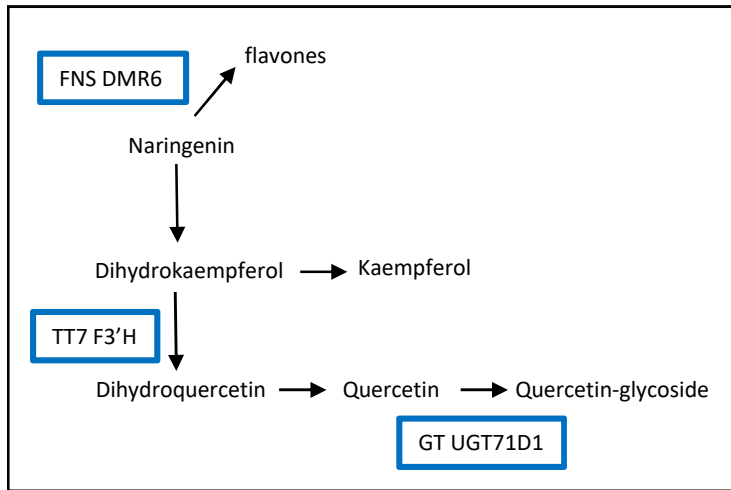 flavones
FNS DMR6
Naringenin
Dihydrokaempferol
Kaempferol
TT7 F3’H
Dihydroquercetin
Quercetin
Quercetin-glycoside
GT UGT71D1